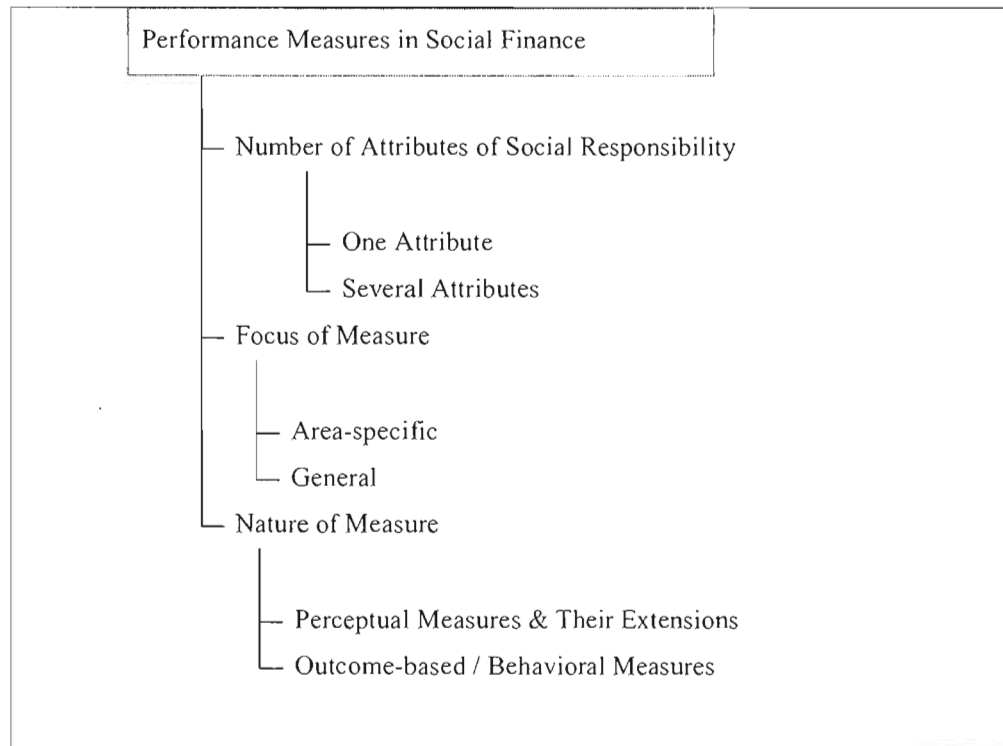 Performance Measures in Social Finance
Number of Attributes of Social Responsibility
One Attribute
Several Attributes
Focus of Measure
Area-specific
General
Nature of Measure
Perceptual Measures & Their Extensions
Outcome-based / Behavioral Measures